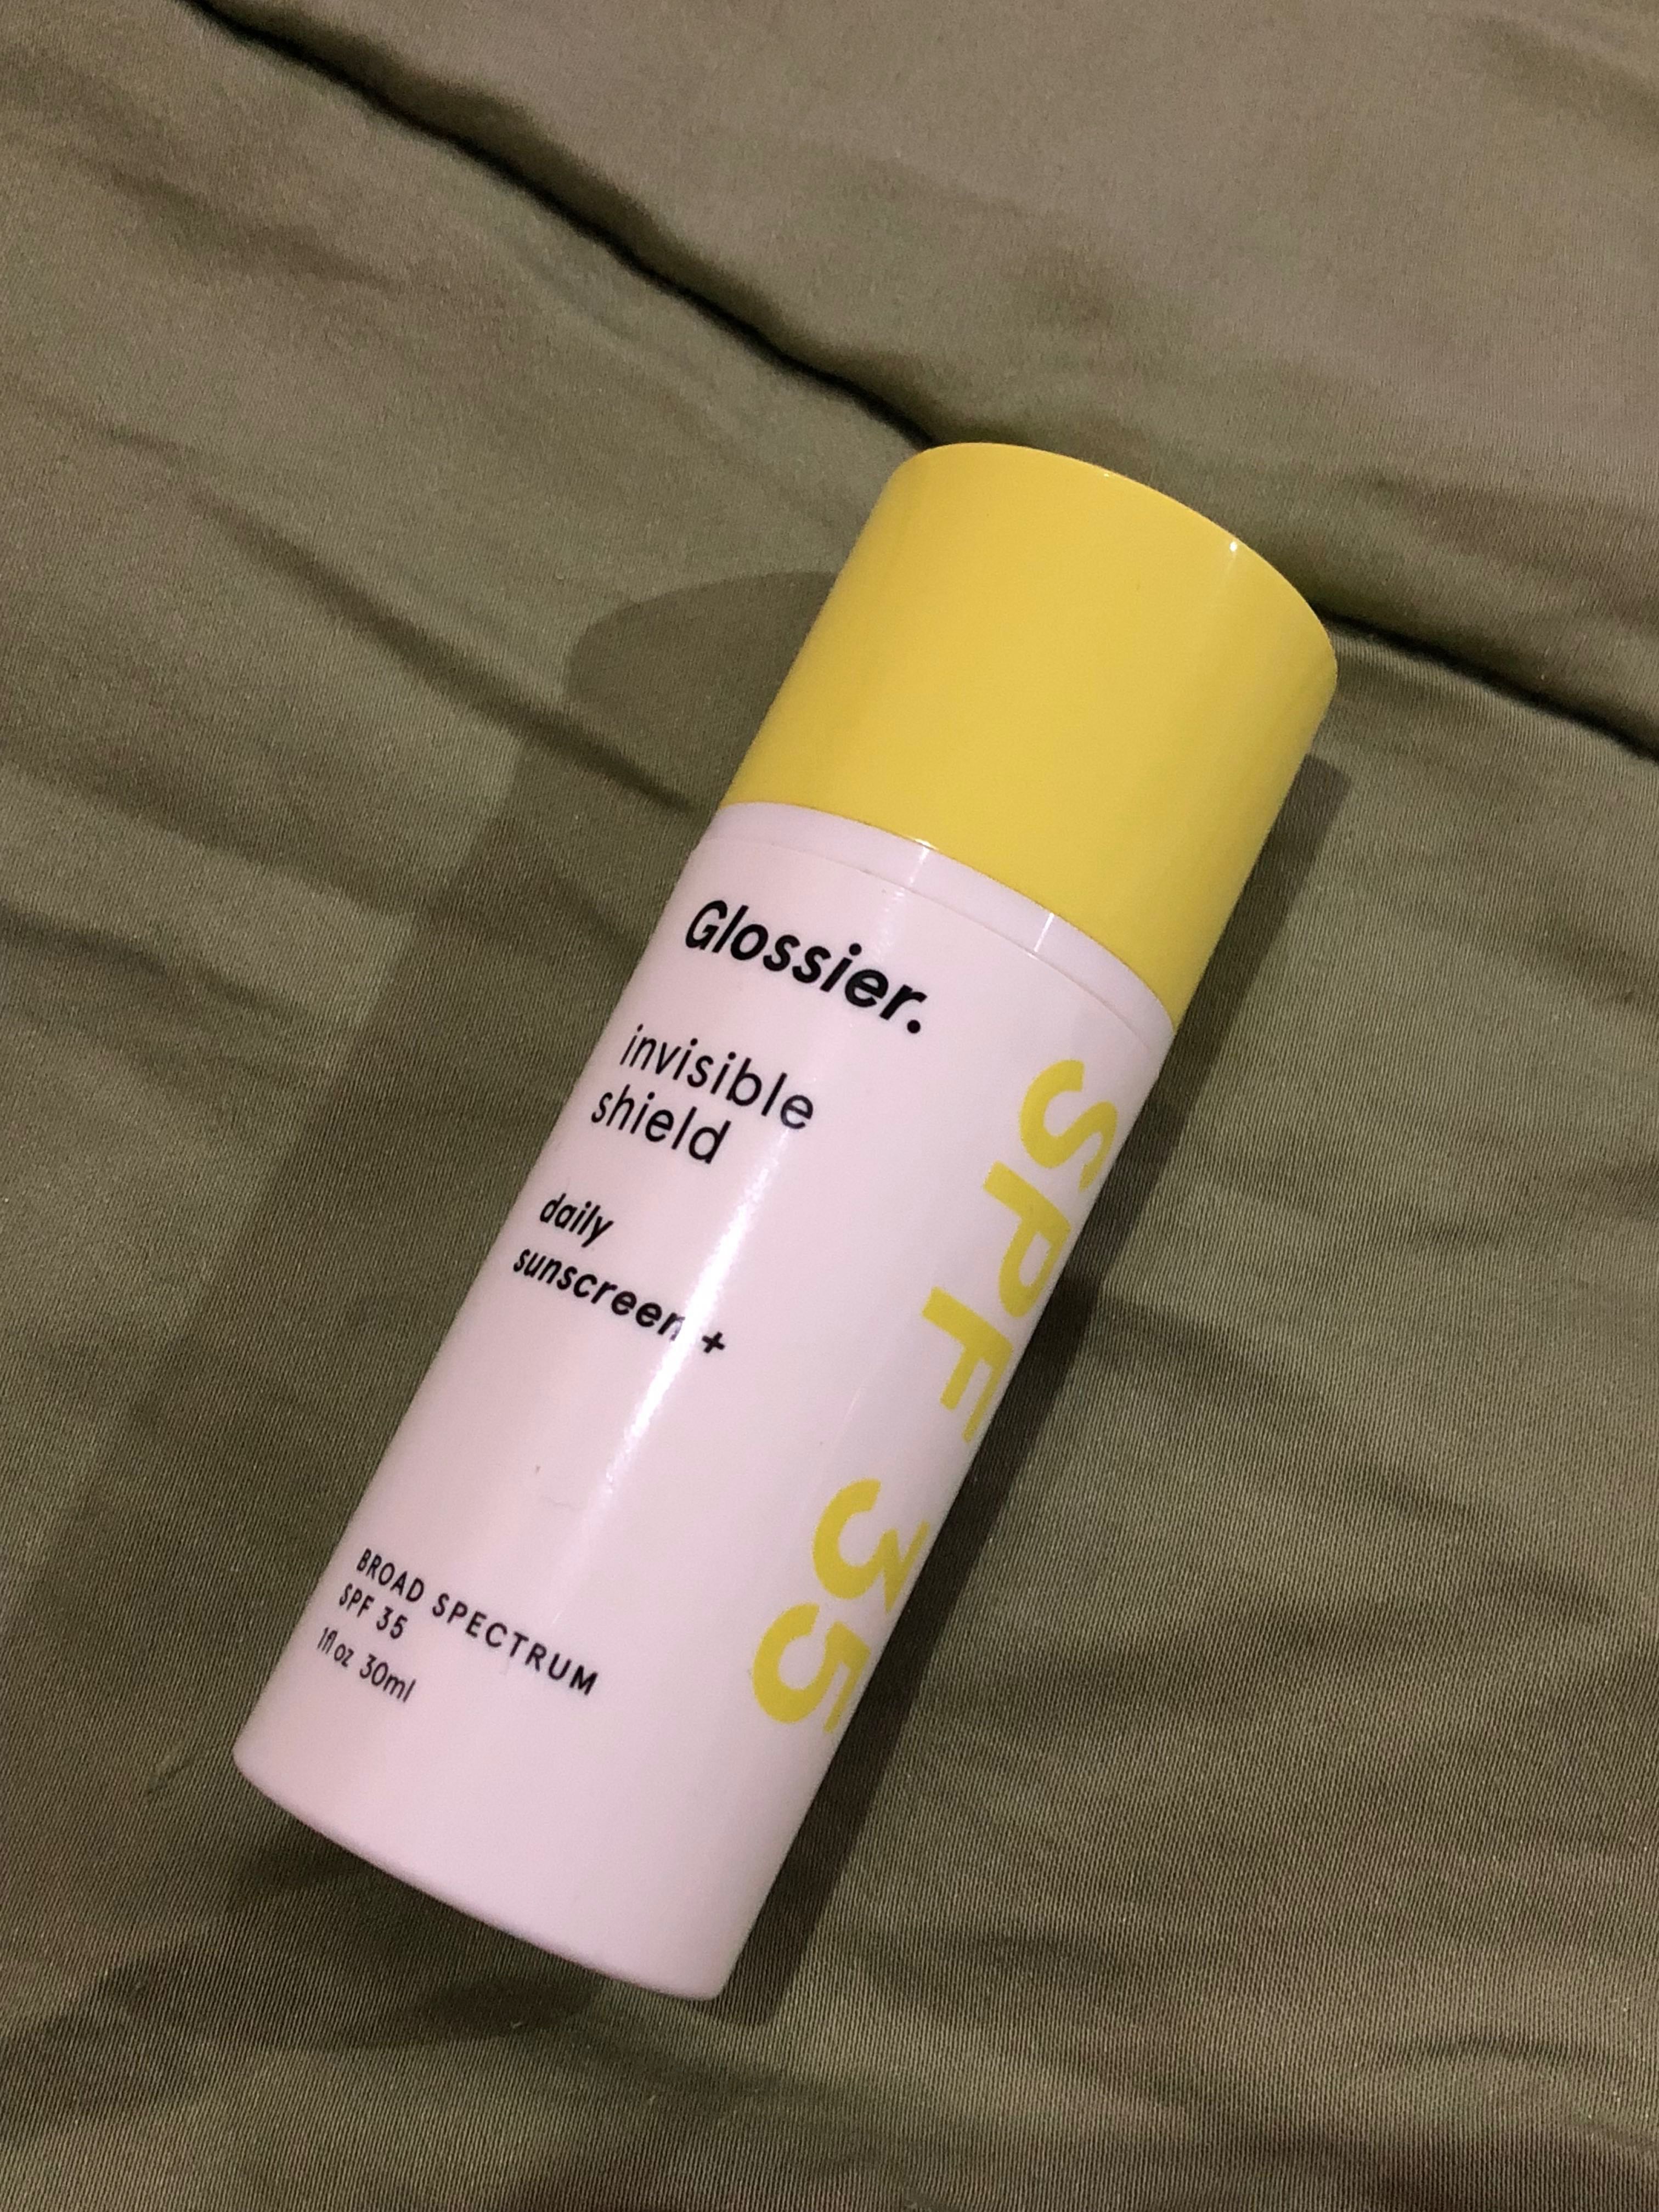 Glossier.
invisible
shield
daily
sunscreen +
BROAD SPECTRUM
SPF 35
1fl oz 30ml
SPF 35